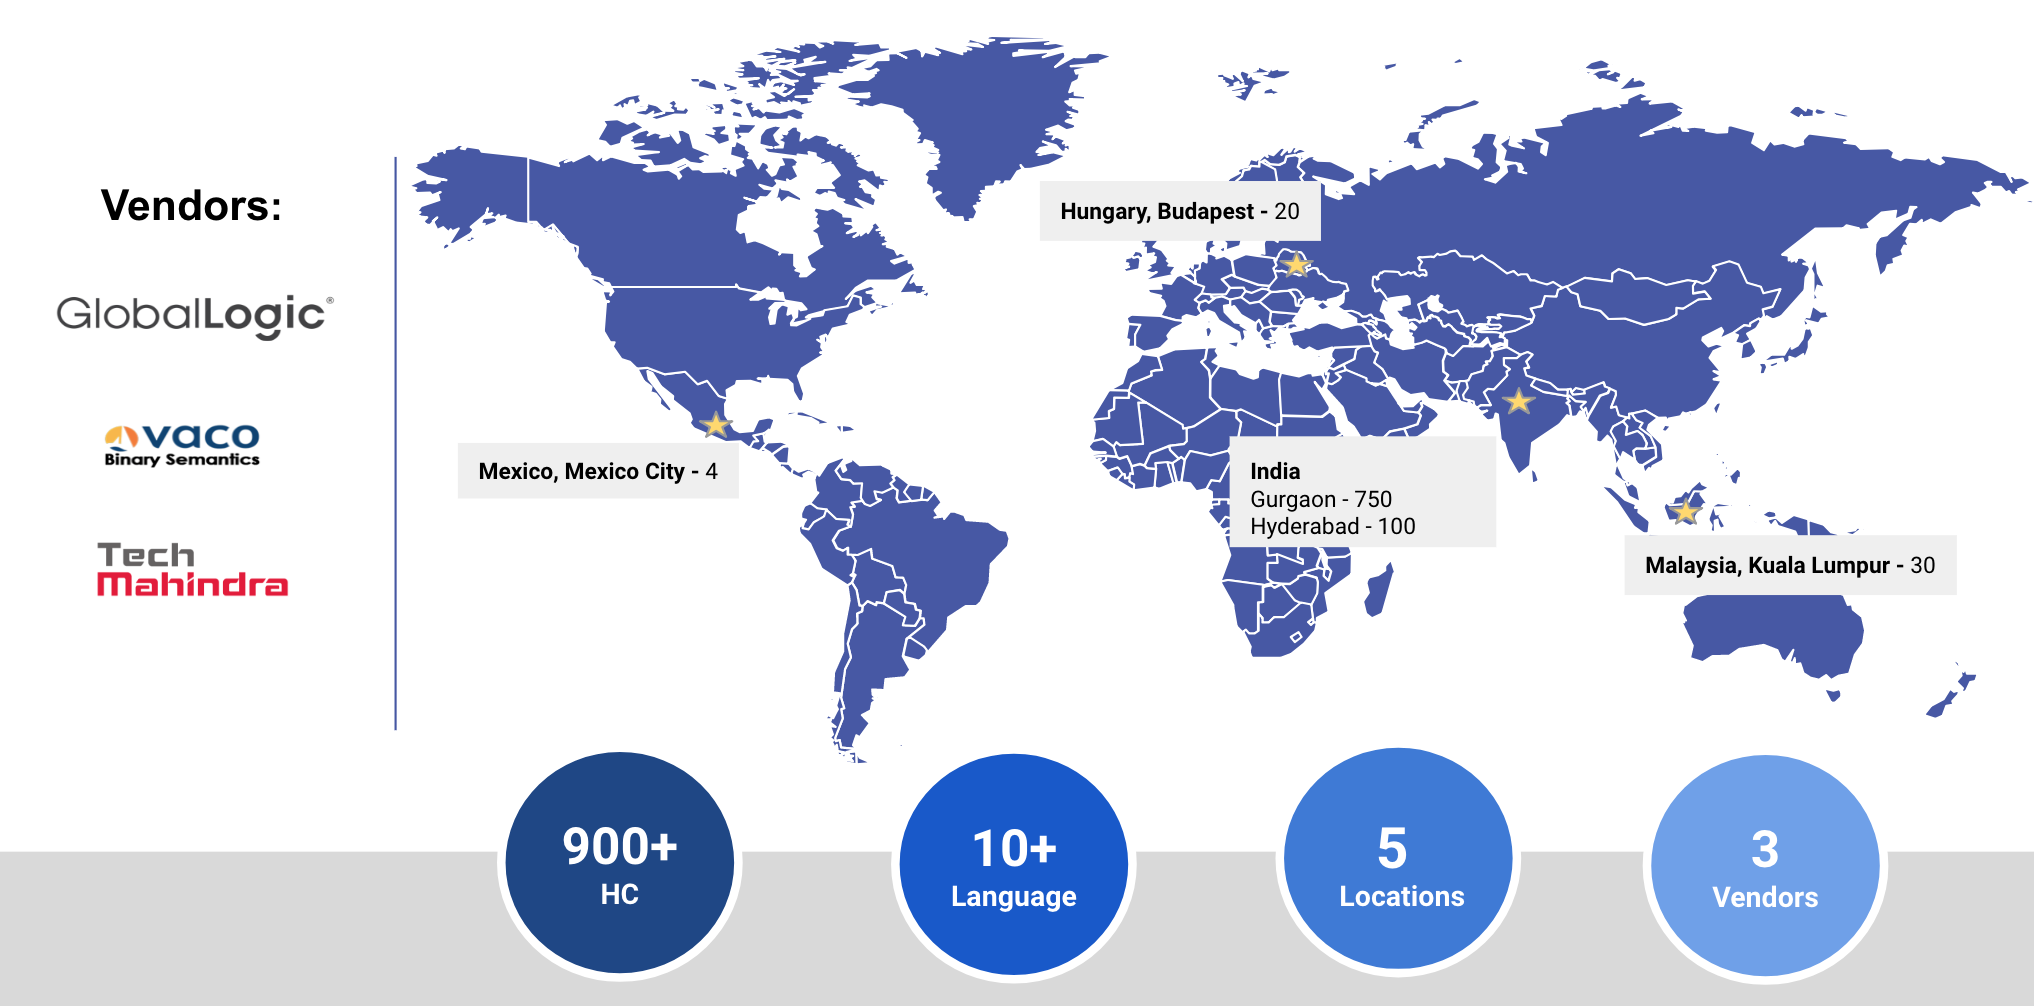 Vendors:
GlobalLogic®
vaco
Binary Semantics
Tech
Mahindra
Hungary, Budapest - 20
Mexico, Mexico City - 4
India
Gurgaon - 750
Hyderabad - 100
Malaysia, Kuala Lumpur - 30
900+
HC
10+
Language
5
Locations
3
Vendors